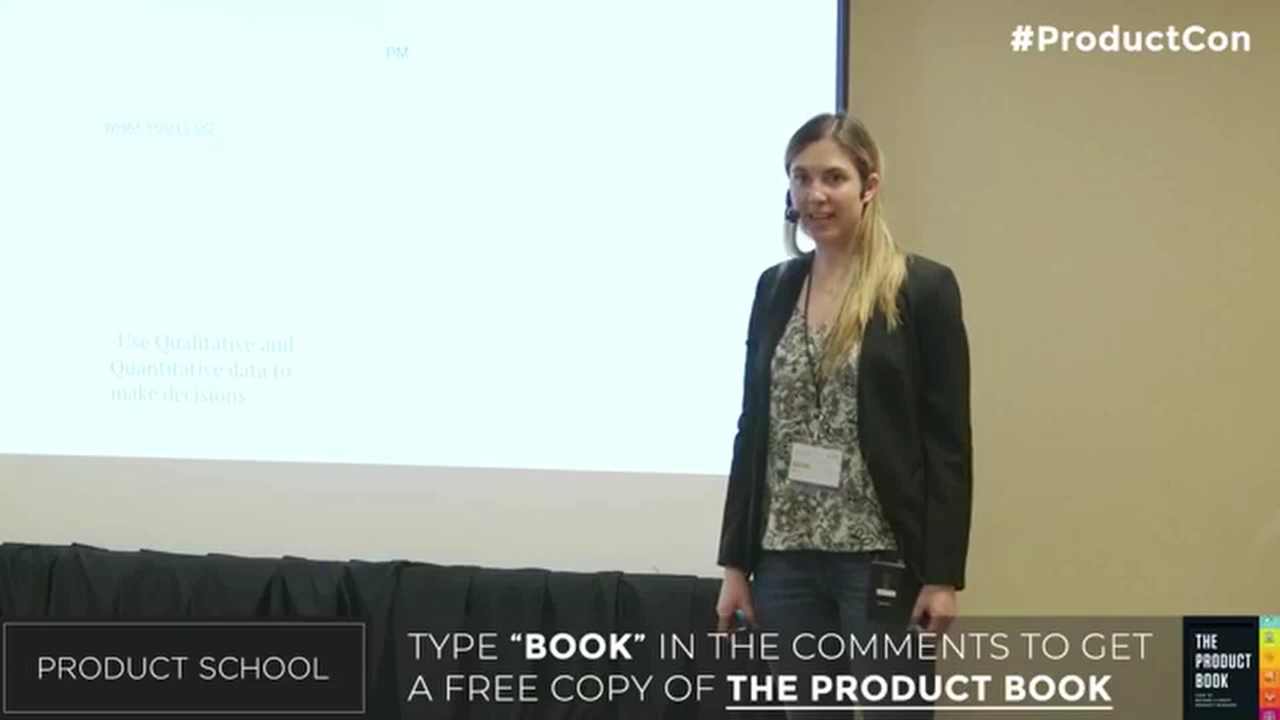 #ProductCon
PM
WHAT YOU'LL DO
-Use Qualitative and
Quantitative data to
make decisions
PRODUCT SCHOOL
TYPE “BOOK” IN THE COMMENTS TO GET
A FREE COPY OF THE PRODUCT BOOK
THE
PRODUCT
BOOK